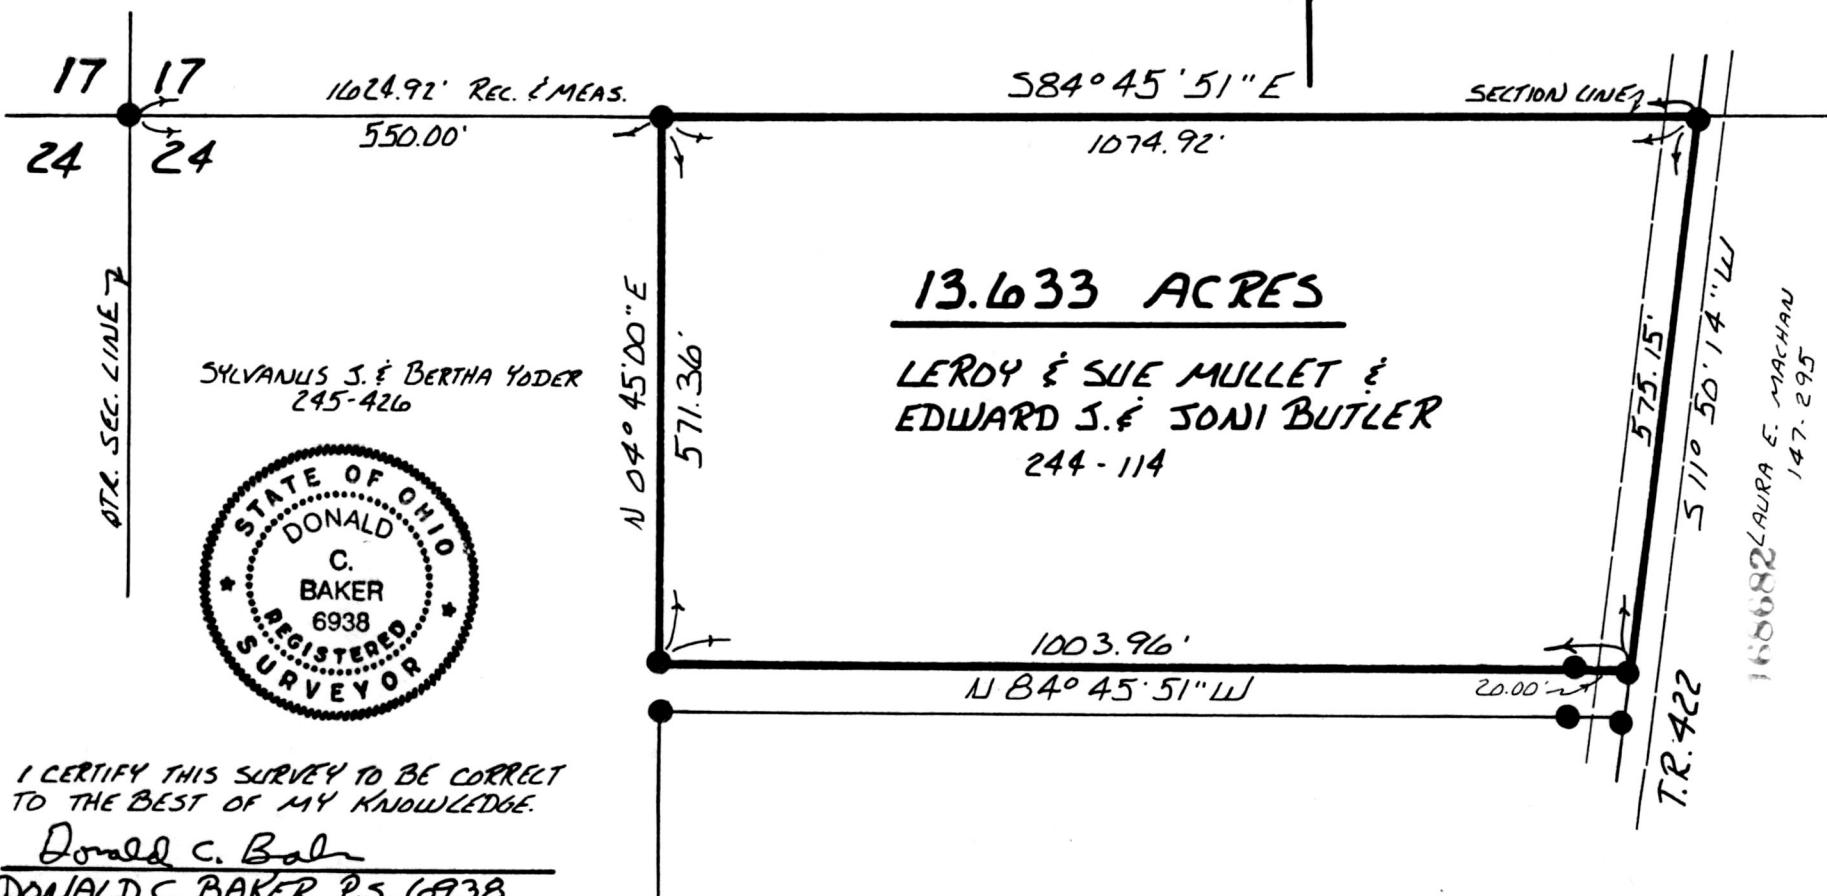 17 17
24 24
1624.92' REC. & MEAS.
550.00'
S84° 45' 51" E
1074.92'
SECTION LINE
QTR. SEC. LINE
SYLVANUS J. & BERTHA YODER
245-426
N 04° 45' 00" E
571.36'
13.633 ACRES
LEROY & SUE MULLET &
EDWARD J. & JONI BUTLER
244-114
575.15'
S 11° 50' 14" W
LAURA E. MACHAN
147-295
168682
1003.96'
N 84° 45' 51" W
20.00'
T.R. 422
STATE OF OHIO
DONALD
C.
BAKER
6938
REGISTERED
SURVEYOR
I CERTIFY THIS SURVEY TO BE CORRECT
TO THE BEST OF MY KNOWLEDGE.
Donald C. Baker
DONALD C. BAKER P.S. 6938